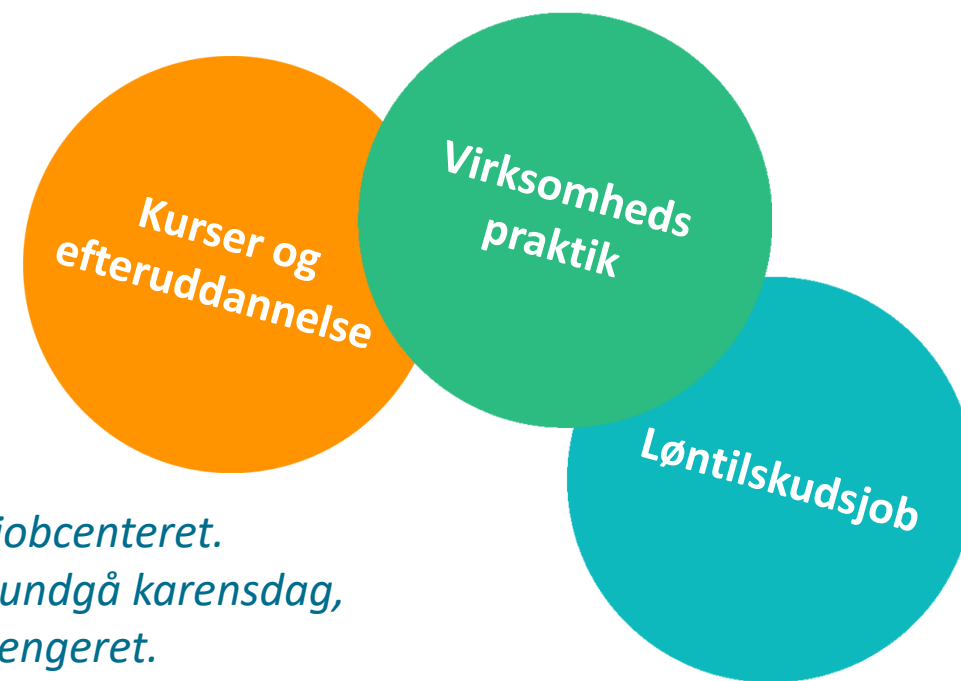 Kurser og
efteruddannelse
Virksomheds
praktik
Løntilskudsjob
jobcenteret.
undgå karensdag,
engeret.